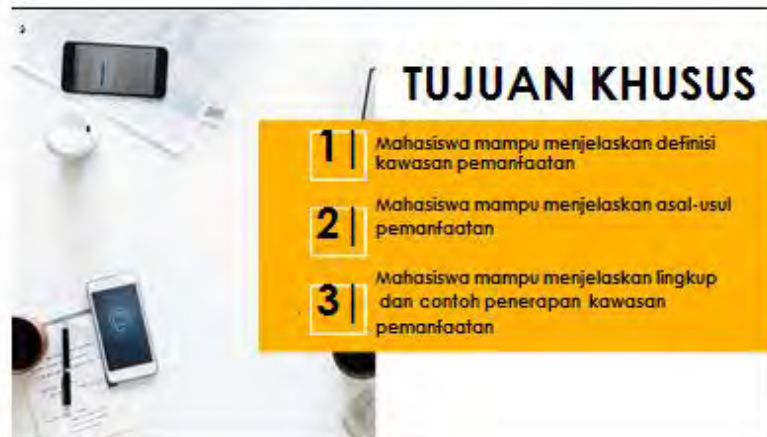 TUJUAN KHUSUS
1 | Mahasiswa mampu menjelaskan definisi
kawasan pemanfaatan
2 | Mahasiswa mampu menjelaskan asal-usul
pemanfaatan
3 | Mahasiswa mampu menjelaskan lingkup
dan contoh penerapan kawasan
pemanfaatan